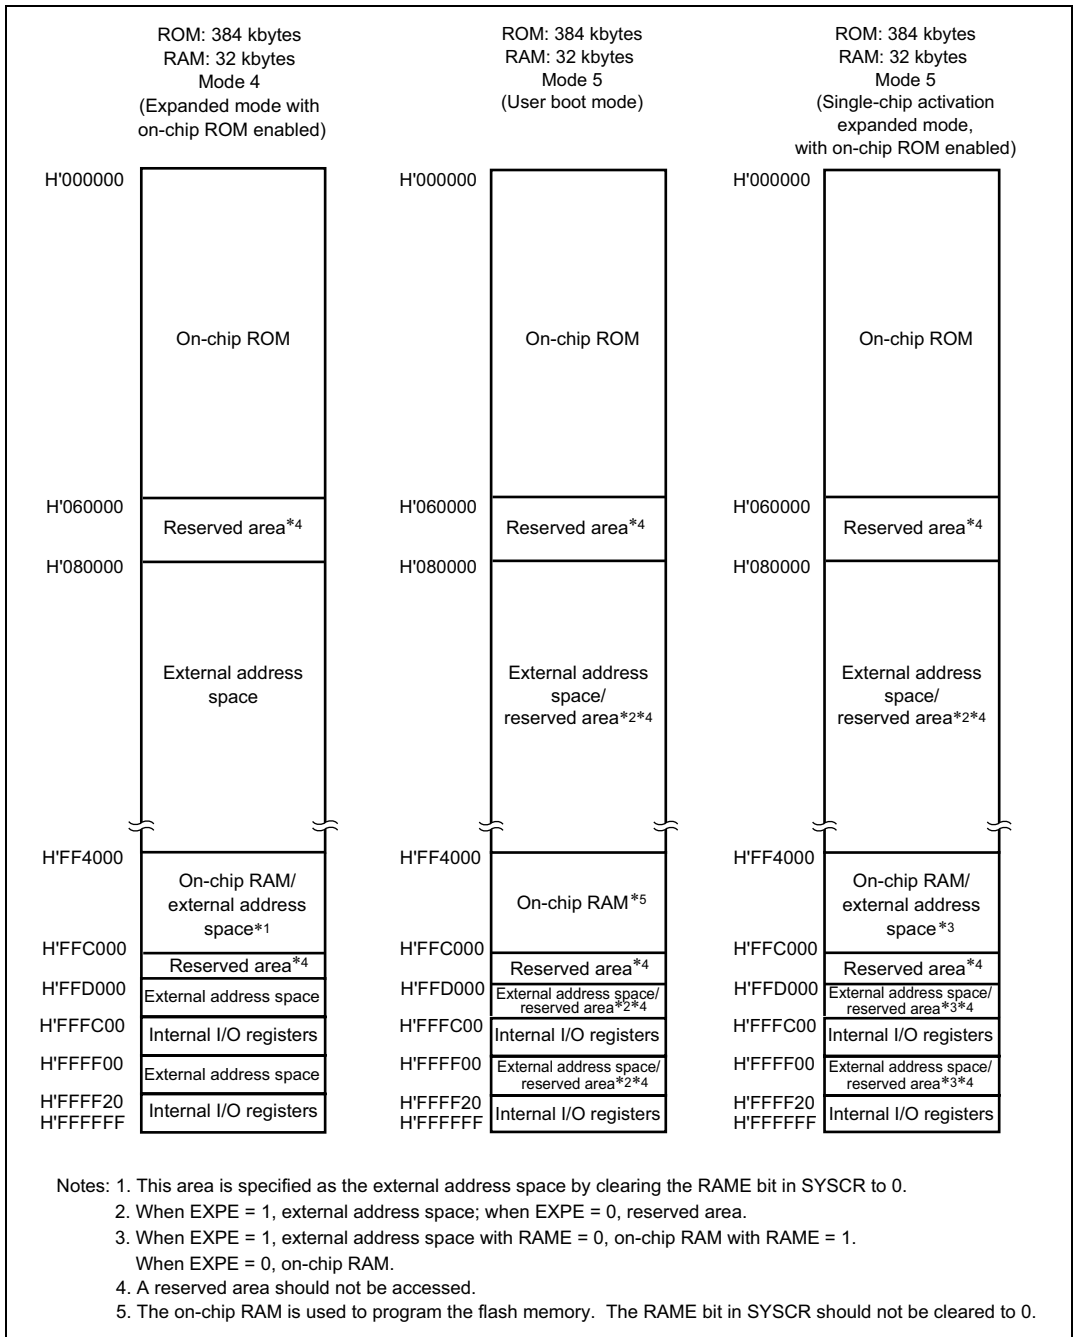 ROM: 384 kbytes
RAM: 32 kbytes
Mode 4
(Expanded mode with
on-chip ROM enabled)
H'000000
On-chip ROM
H'060000
Reserved area*4
H'080000
External address
space
H'FF4000
On-chip RAM/
external address
space*1
H'FFC000
Reserved area*4
H'FFD000
External address space
H'FFFC00
Internal I/O registers
H'FFFF00
External address space
H'FFFF20
Internal I/O registers
H'FFFFFF
ROM: 384 kbytes
RAM: 32 kbytes
Mode 5
(User boot mode)
H'000000
On-chip ROM
H'060000
Reserved area*4
H'080000
External address
space/
reserved area*2*4
H'FF4000
On-chip RAM*5
H'FFC000
Reserved area*4
H'FFD000
External address space/
reserved area*2*4
H'FFFC00
Internal I/O registers
H'FFFF00
External address space/
reserved area*2*4
H'FFFF20
Internal I/O registers
H'FFFFFF
ROM: 384 kbytes
RAM: 32 kbytes
Mode 5
(Single-chip activation
expanded mode,
with on-chip ROM enabled)
H'000000
On-chip ROM
H'060000
Reserved area*4
H'080000
External address
space/
reserved area*2*4
H'FF4000
On-chip RAM/
external address
space*3
H'FFC000
Reserved area*4
H'FFD000
External address space/
reserved area*3*4
H'FFFC00
Internal I/O registers
H'FFFF00
External address space/
reserved area*3*4
H'FFFF20
Internal I/O registers
H'FFFFFF
Notes: 1. This area is specified as the external address space by clearing the RAME bit in SYSCR to 0.
2. When EXPE = 1, external address space; when EXPE = 0, reserved area.
3. When EXPE = 1, external address space with RAME = 0, on-chip RAM with RAME = 1.
When EXPE = 0, on-chip RAM.
4. A reserved area should not be accessed.
5. The on-chip RAM is used to program the flash memory. The RAME bit in SYSCR should not be cleared to 0.